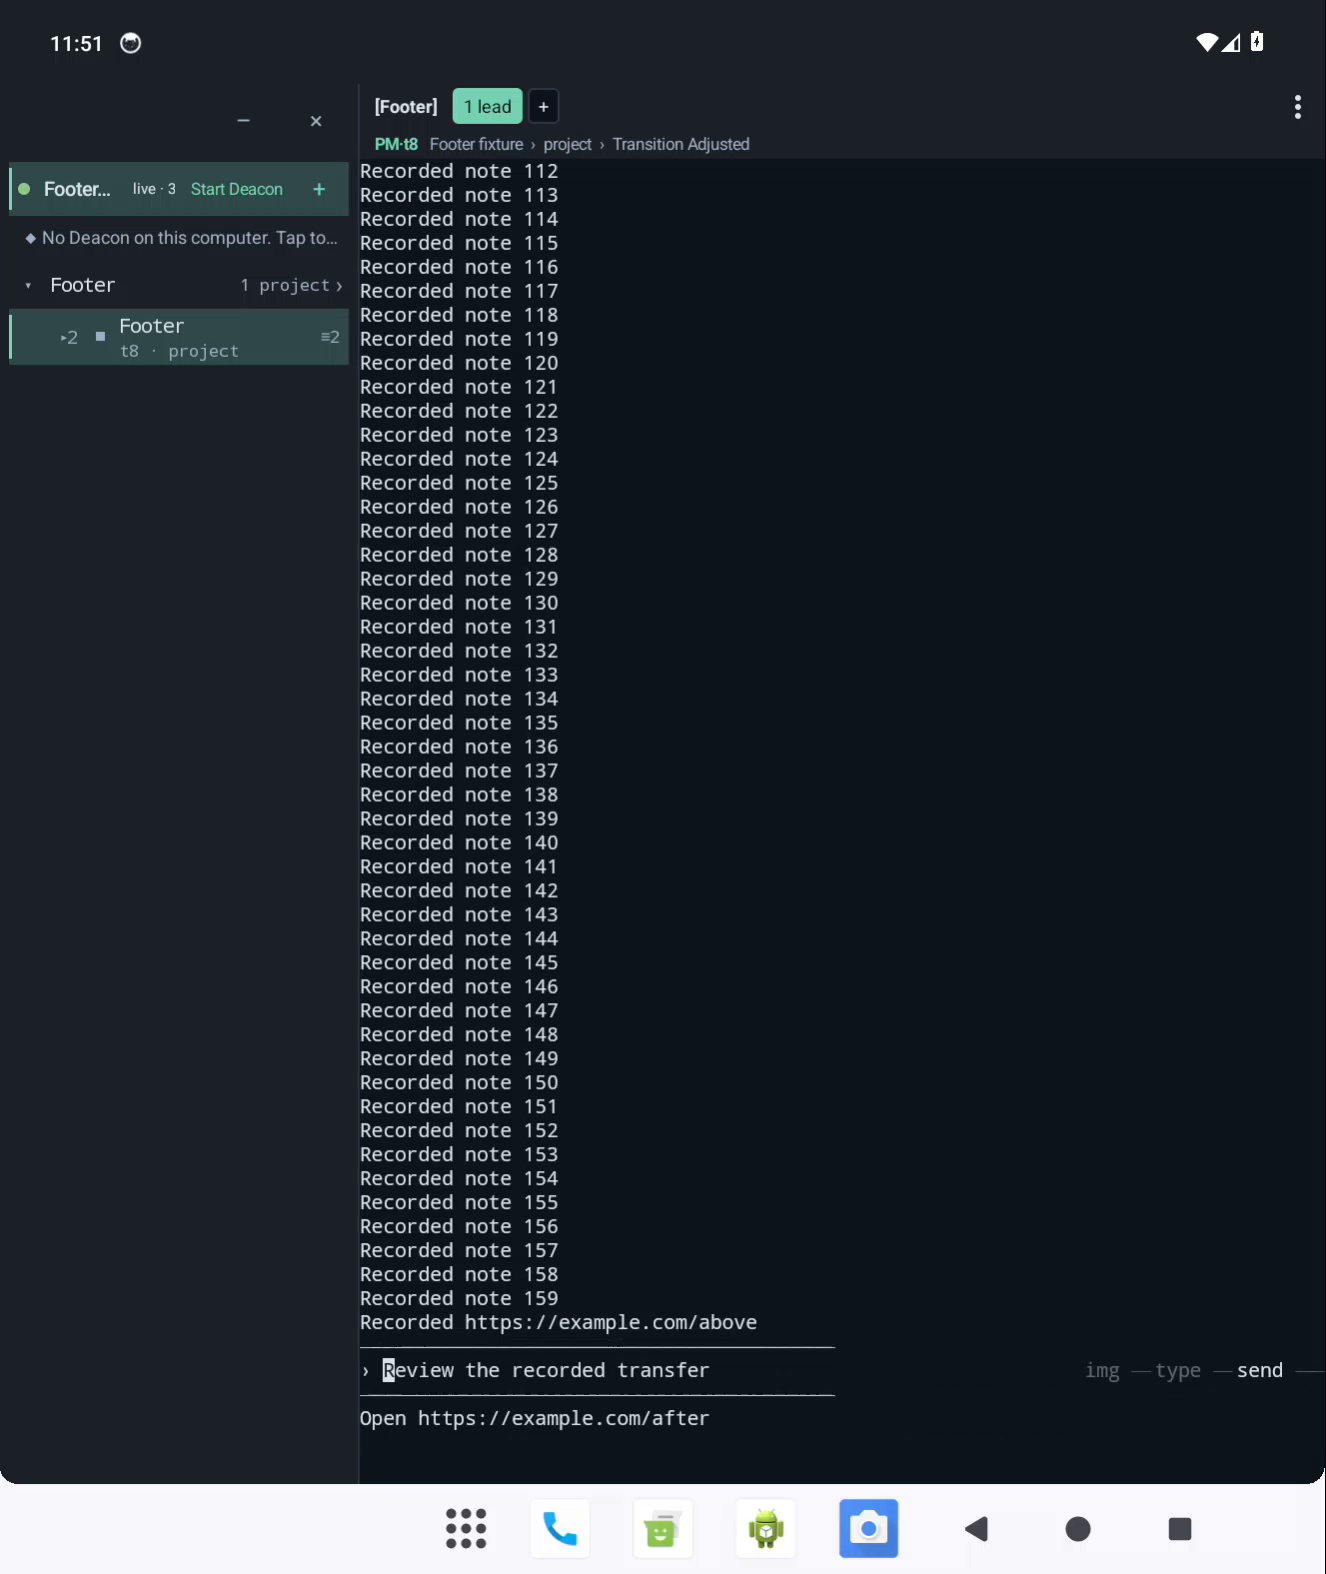 11:51
− ×
Footer... live · 3 Start Deacon +
◆ No Deacon on this computer. Tap to...
▾ Footer 1 project ›
▸2 ■ Footer ≡2
t8 · project
[Footer] 1 lead +
PM·t8 Footer fixture › project › Transition Adjusted
Recorded note 112
Recorded note 113
Recorded note 114
Recorded note 115
Recorded note 116
Recorded note 117
Recorded note 118
Recorded note 119
Recorded note 120
Recorded note 121
Recorded note 122
Recorded note 123
Recorded note 124
Recorded note 125
Recorded note 126
Recorded note 127
Recorded note 128
Recorded note 129
Recorded note 130
Recorded note 131
Recorded note 132
Recorded note 133
Recorded note 134
Recorded note 135
Recorded note 136
Recorded note 137
Recorded note 138
Recorded note 139
Recorded note 140
Recorded note 141
Recorded note 142
Recorded note 143
Recorded note 144
Recorded note 145
Recorded note 146
Recorded note 147
Recorded note 148
Recorded note 149
Recorded note 150
Recorded note 151
Recorded note 152
Recorded note 153
Recorded note 154
Recorded note 155
Recorded note 156
Recorded note 157
Recorded note 158
Recorded note 159
Recorded https://example.com/above
› Review the recorded transfer img — type — send —
Open https://example.com/after